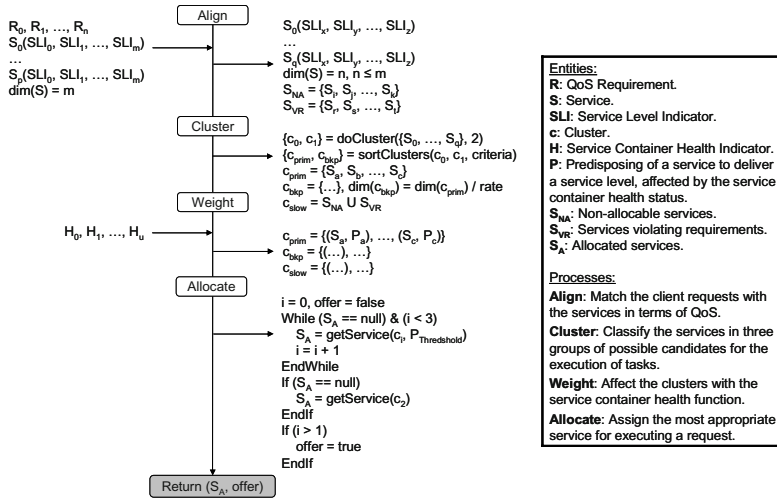 Align
R0, R1, …, Rn
S0(SLI0, SLI1, …, SLIm)
…
Sp(SLI0, SLI1, …, SLIm)
dim(S) = m
S0(SLIx, SLIy, …, SLIz)
…
Sq(SLIx, SLIy, …, SLIz)
dim(S) = n, n ≤ m
SNA = {Si, Sj, …, Sk}
SVR = {Sr, Ss, …, St}
Cluster
{c0, c1} = doCluster({S0, …, Sq}, 2)
{cprim, cbkp} = sortClusters(c0, c1, criteria)
cprim = {Sa, Sb, …, Sc}
cbkp = {…}, dim(cbkp) = dim(cprim) / rate
cslow = SNA U SVR
Weight
H0, H1, …, Hu
cprim = {(Sa, Pa), …, (Sc, Pc)}
cbkp = {(…), …}
cslow = {(…), …}
Allocate
i = 0, offer = false
While (SA == null) & (i < 3)
SA = getService(ci, PThredshold)
i = i + 1
EndWhile
If (SA == null)
SA = getService(c2)
EndIf
If (i > 1)
offer = true
EndIf
Return (SA, offer)
Entities:
R: QoS Requirement.
S: Service.
SLI: Service Level Indicator.
c: Cluster.
H: Service Container Health Indicator.
P: Predisposing of a service to deliver
a service level, affected by the service
container health status.
SNA: Non-allocable services.
SVR: Services violating requirements.
SA: Allocated services.
Processes:
Align: Match the client requests with
the services in terms of QoS.
Cluster: Classify the services in three
groups of possible candidates for the
execution of tasks.
Weight: Affect the clusters with the
service container health function.
Allocate: Assign the most appropriate
service for executing a request.